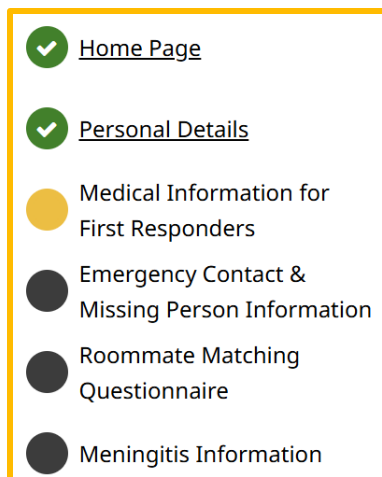 Home Page
Personal Details
Medical Information for
First Responders
Emergency Contact &
Missing Person Information
Roommate Matching
Questionnaire
Meningitis Information